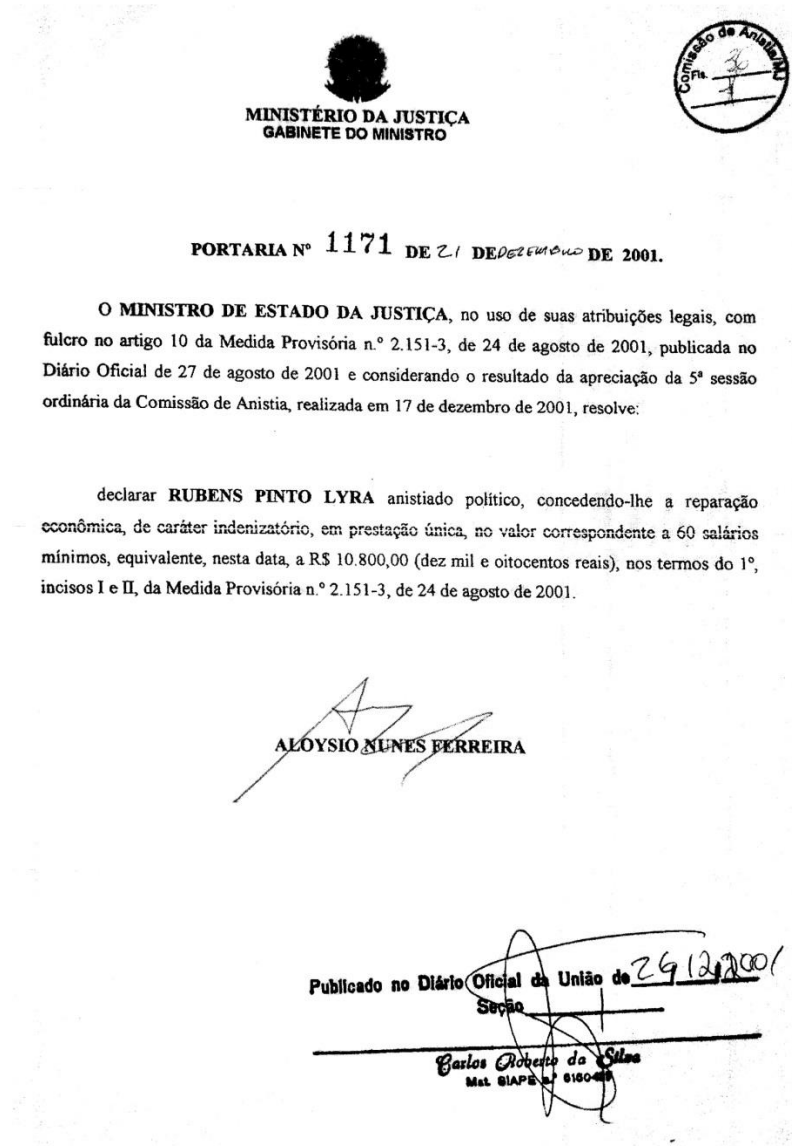 Comissão de Anistia/MJ
Fls. 36
MINISTÉRIO DA JUSTIÇA
GABINETE DO MINISTRO
PORTARIA Nº 1171 DE 21 DE DEZEMBRO DE 2001.
O MINISTRO DE ESTADO DA JUSTIÇA, no uso de suas atribuições legais, com
fulcro no artigo 10 da Medida Provisória n.º 2.151-3, de 24 de agosto de 2001, publicada no
Diário Oficial de 27 de agosto de 2001 e considerando o resultado da apreciação da 5ª sessão
ordinária da Comissão de Anistia, realizada em 17 de dezembro de 2001, resolve:
declarar RUBENS PINTO LYRA anistiado político, concedendo-lhe a reparação
econômica, de caráter indenizatório, em prestação única, no valor correspondente a 60 salários
mínimos, equivalente, nesta data, a R$ 10.800,00 (dez mil e oitocentos reais), nos termos do 1º,
incisos I e II, da Medida Provisória n.º 2.151-3, de 24 de agosto de 2001.
ALOYSIO NUNES FERREIRA
Publicado no Diário Oficial da União de
Seção
Carlos Roberto da Silva
Mat. SIAPE n.º